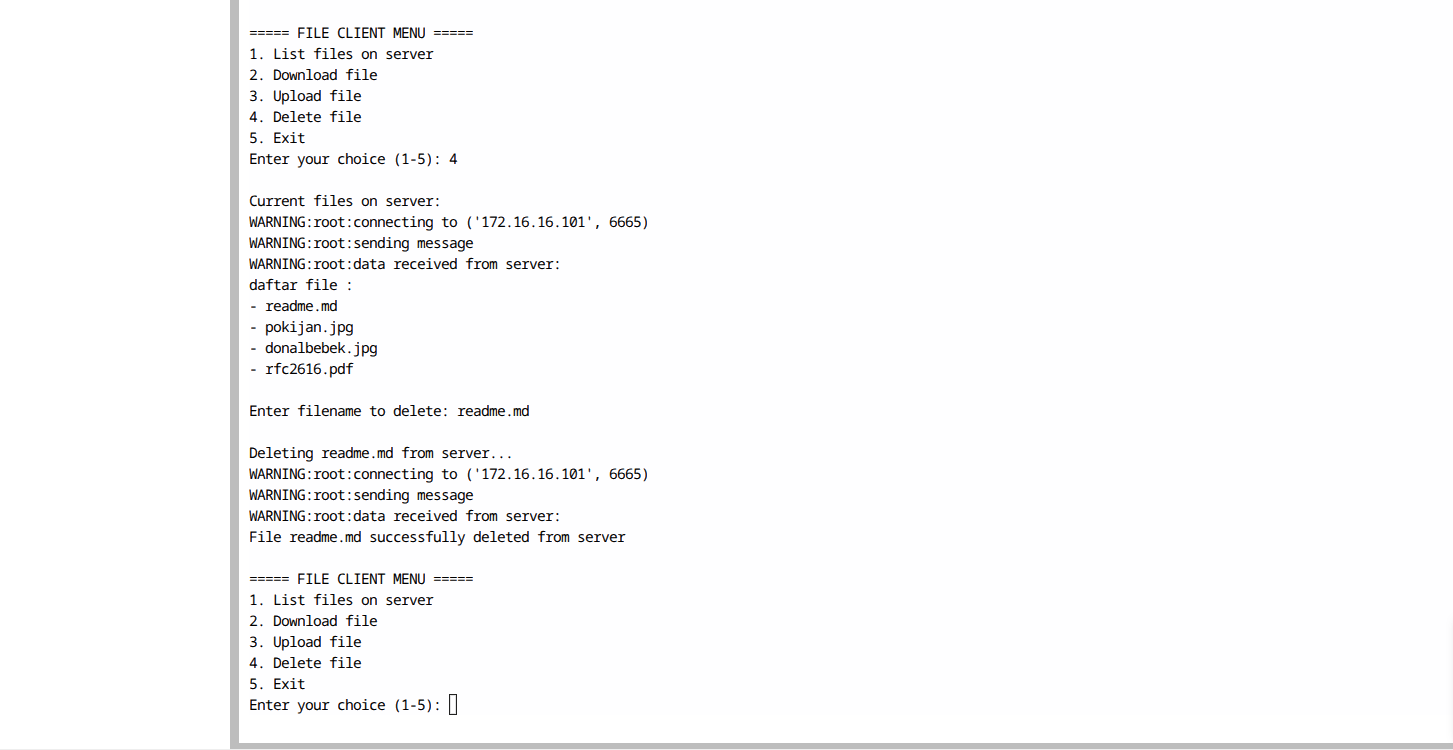 ===== FILE CLIENT MENU =====
1. List files on server
2. Download file
3. Upload file
4. Delete file
5. Exit
Enter your choice (1-5): 4
Current files on server:
WARNING:root:connecting to ('172.16.16.101', 6665)
WARNING:root:sending message
WARNING:root:data received from server:
daftar file :
- readme.md
- pokijan.jpg
- donalbebek.jpg
- rfc2616.pdf
Enter filename to delete: readme.md
Deleting readme.md from server...
WARNING:root:connecting to ('172.16.16.101', 6665)
WARNING:root:sending message
WARNING:root:data received from server:
File readme.md successfully deleted from server
===== FILE CLIENT MENU =====
1. List files on server
2. Download file
3. Upload file
4. Delete file
5. Exit
Enter your choice (1-5):